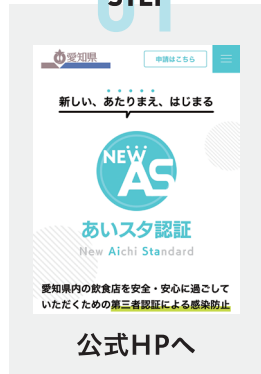 STEP
01
愛知県
申請はこちら
新しい、あたりまえ、はじまる
NEW
AS
あいスタ認証
New Aichi Standard
愛知県内の飲食店を安全・安心に過ごして
いただくための第三者認証による感染防止
公式HPへ